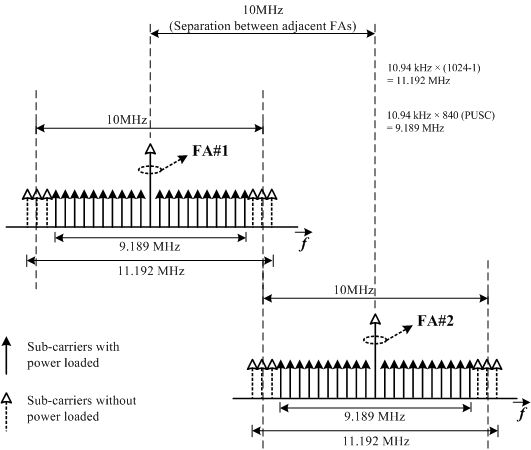 10MHz
(Separation between adjacent FAs)
10.94 kHz × (1024-1)
= 11.192 MHz
10.94 kHz × 840 (PUSC)
= 9.189 MHz
10MHz
FA#1
f
9.189 MHz
11.192 MHz
10MHz
FA#2
Sub-carriers with
power loaded
Sub-carriers without
power loaded
f
9.189 MHz
11.192 MHz